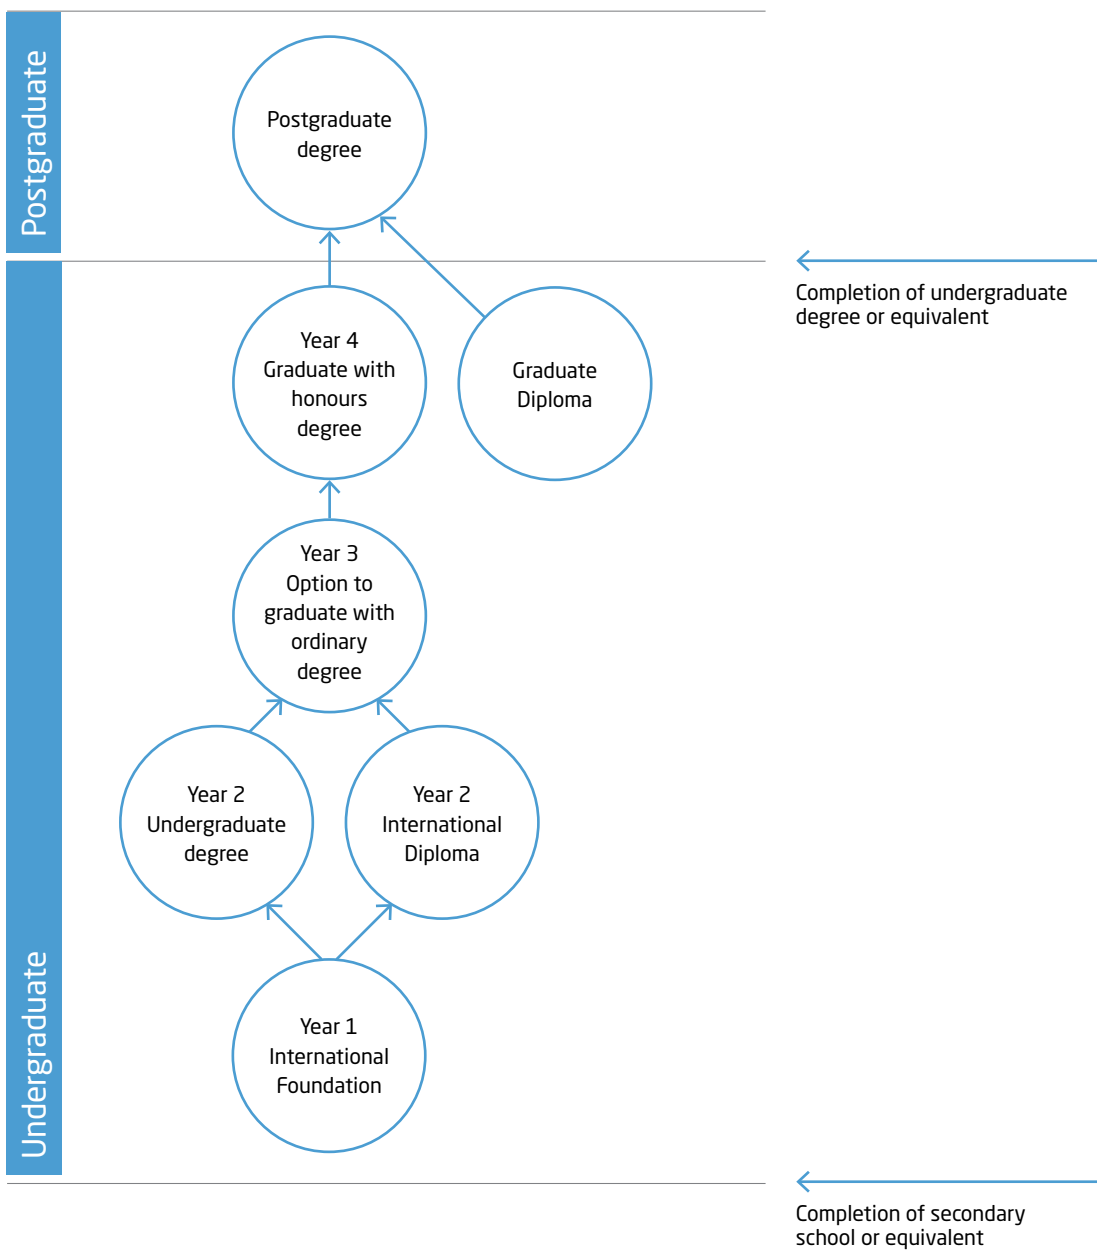 Postgraduate
Postgraduate
degree
Completion of undergraduate
degree or equivalent
Year 4
Graduate with
honours
degree
Graduate
Diploma
Year 3
Option to
graduate with
ordinary
degree
Year 2
Undergraduate
degree
Year 2
International
Diploma
Undergraduate
Year 1
International
Foundation
Completion of secondary
school or equivalent